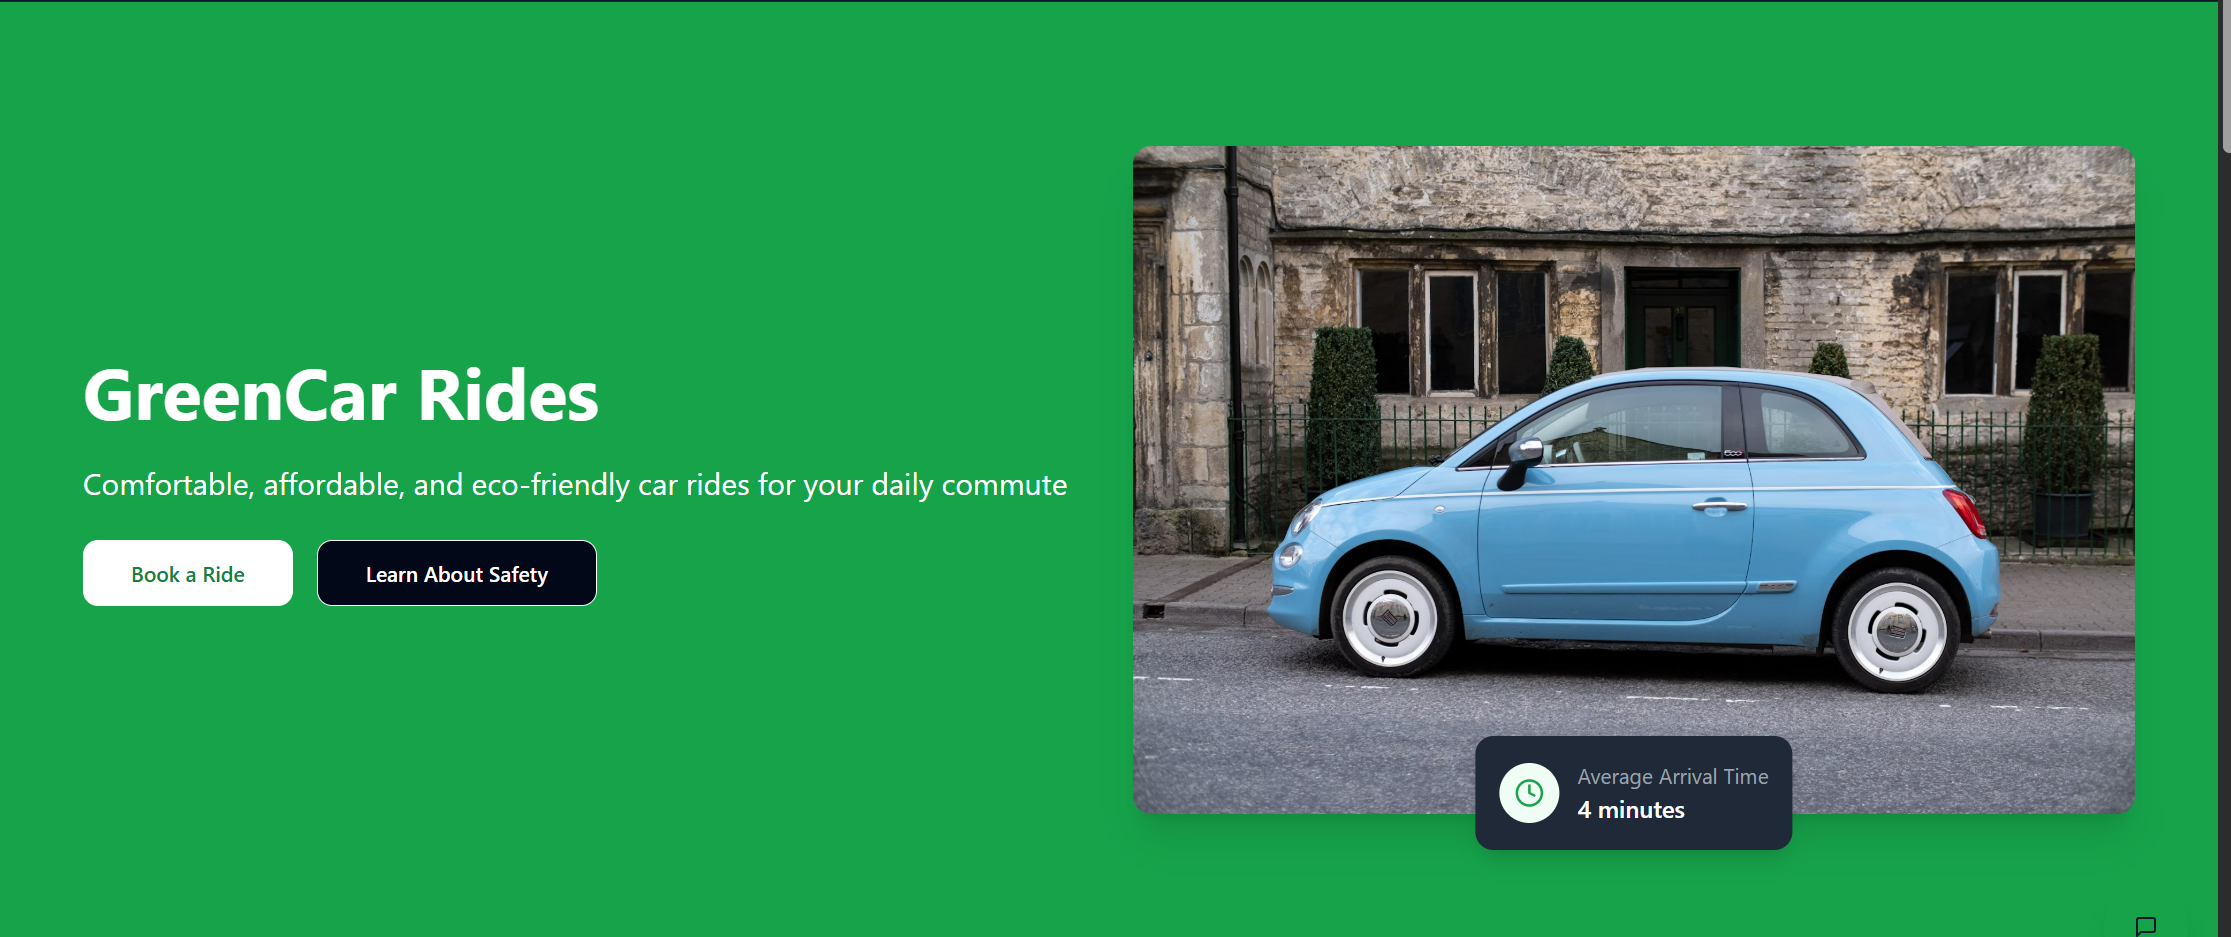 GreenCar Rides
Comfortable, affordable, and eco-friendly car rides for your daily commute
Book a Ride
Learn About Safety
500
Average Arrival Time
4 minutes